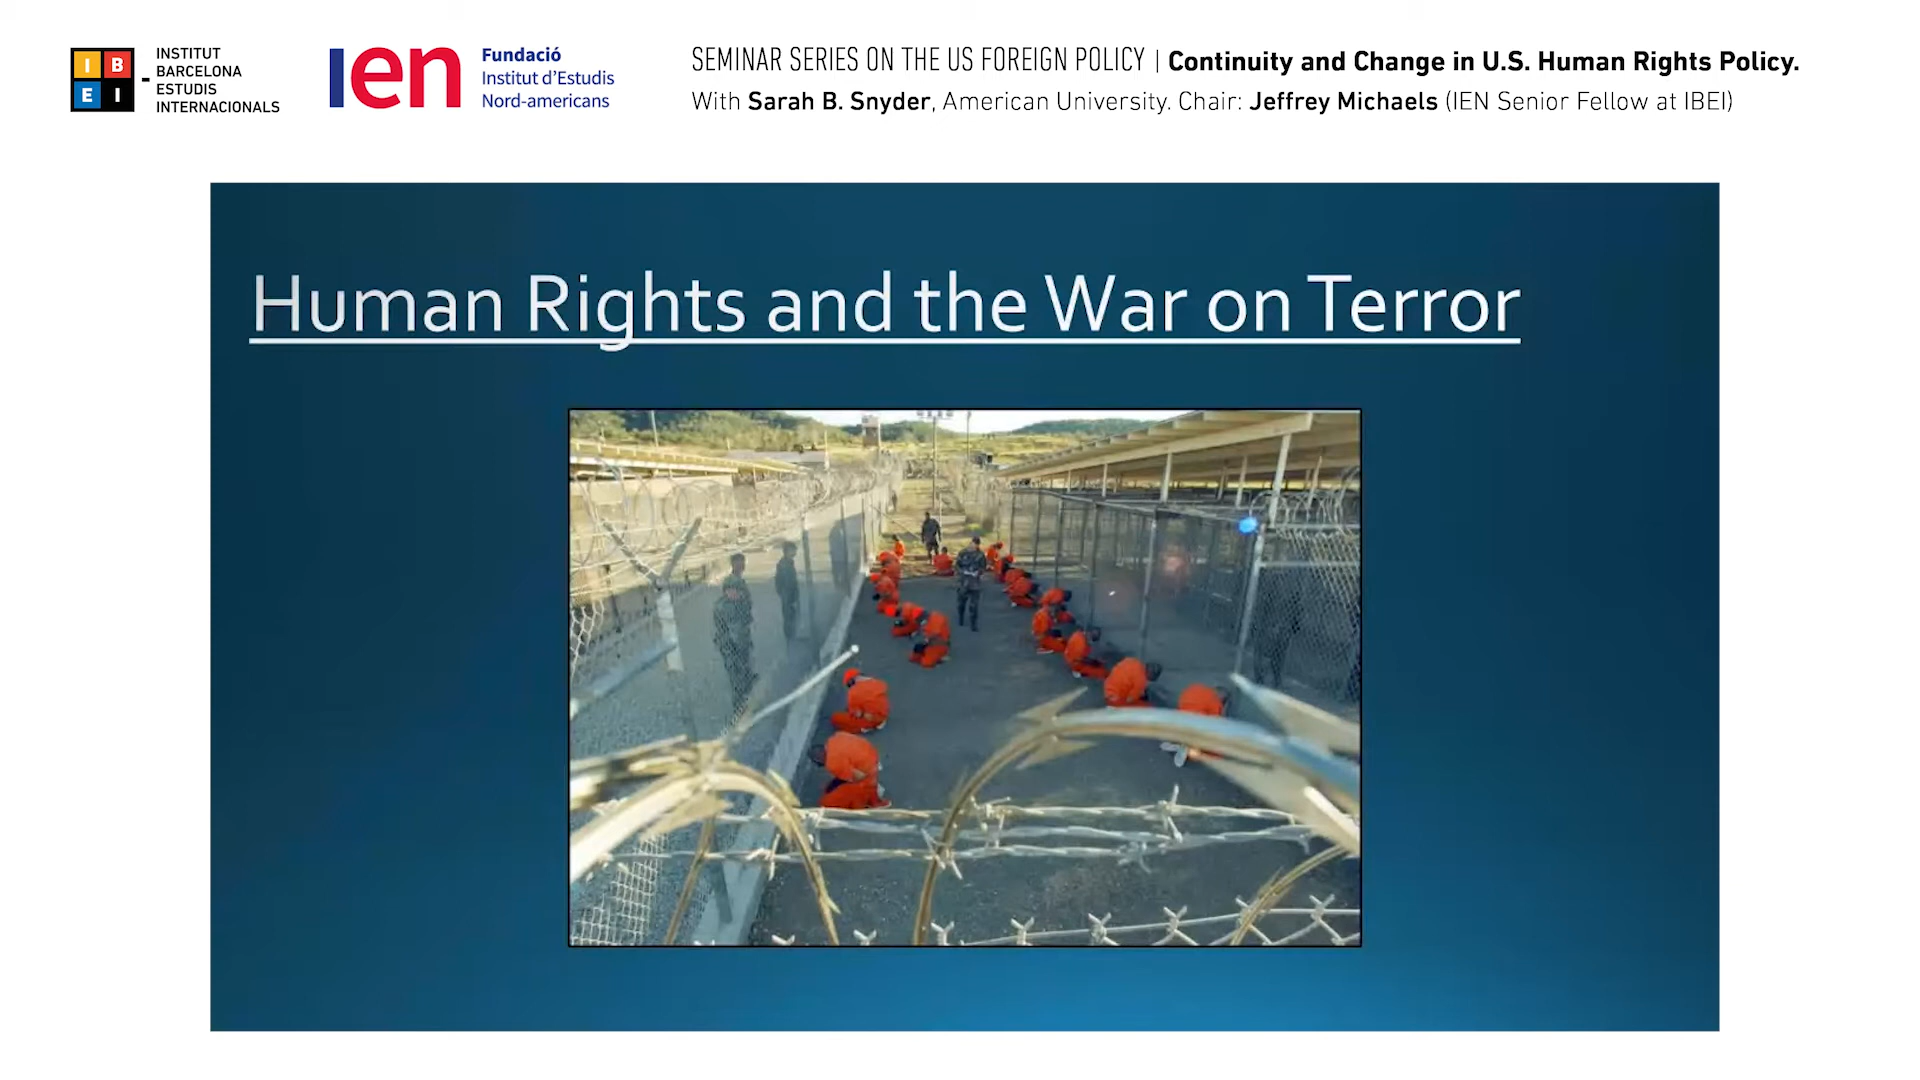 I B
E I
INSTITUT
BARCELONA
ESTUDIS
INTERNACIONALS
ien
Fundació
Institut d'Estudis
Nord-americans
SEMINAR SERIES ON THE US FOREIGN POLICY | Continuity and Change in U.S. Human Rights Policy.
With Sarah B. Snyder, American University. Chair: Jeffrey Michaels (IEN Senior Fellow at IBEI)
Human Rights and the War on Terror